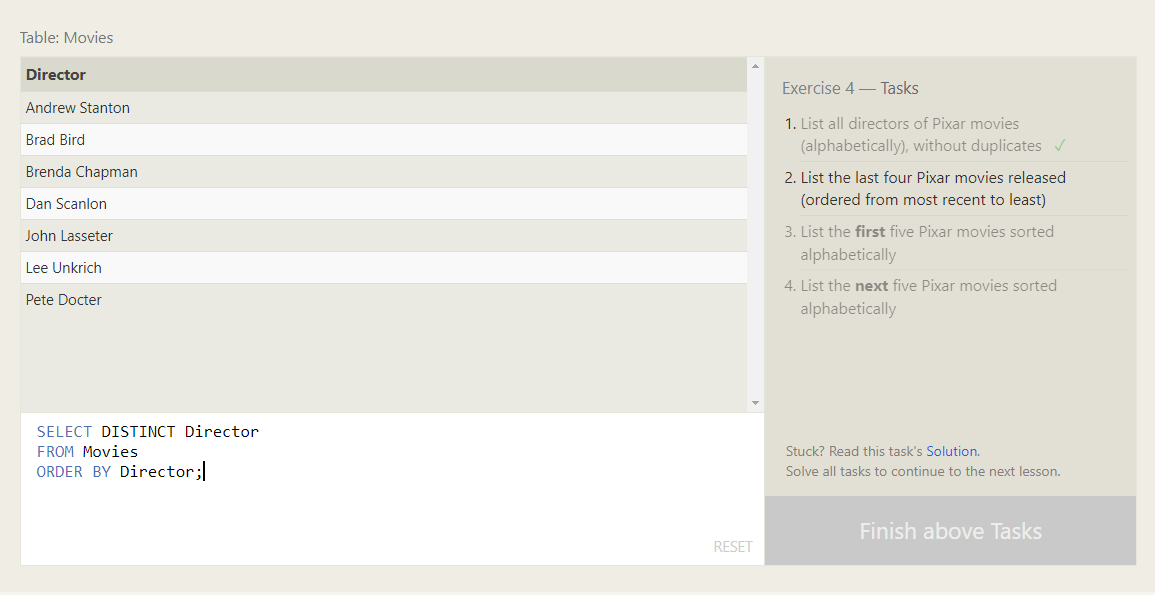 Table: Movies
Director
Andrew Stanton
Brad Bird
Brenda Chapman
Dan Scanlon
John Lasseter
Lee Unkrich
Pete Docter
SELECT DISTINCT Director
FROM Movies
ORDER BY Director;
RESET
Exercise 4 — Tasks
1. List all directors of Pixar movies
(alphabetically), without duplicates ✓
2. List the last four Pixar movies released
(ordered from most recent to least)
3. List the first five Pixar movies sorted
alphabetically
4. List the next five Pixar movies sorted
alphabetically
Stuck? Read this task's Solution.
Solve all tasks to continue to the next lesson.
Finish above Tasks